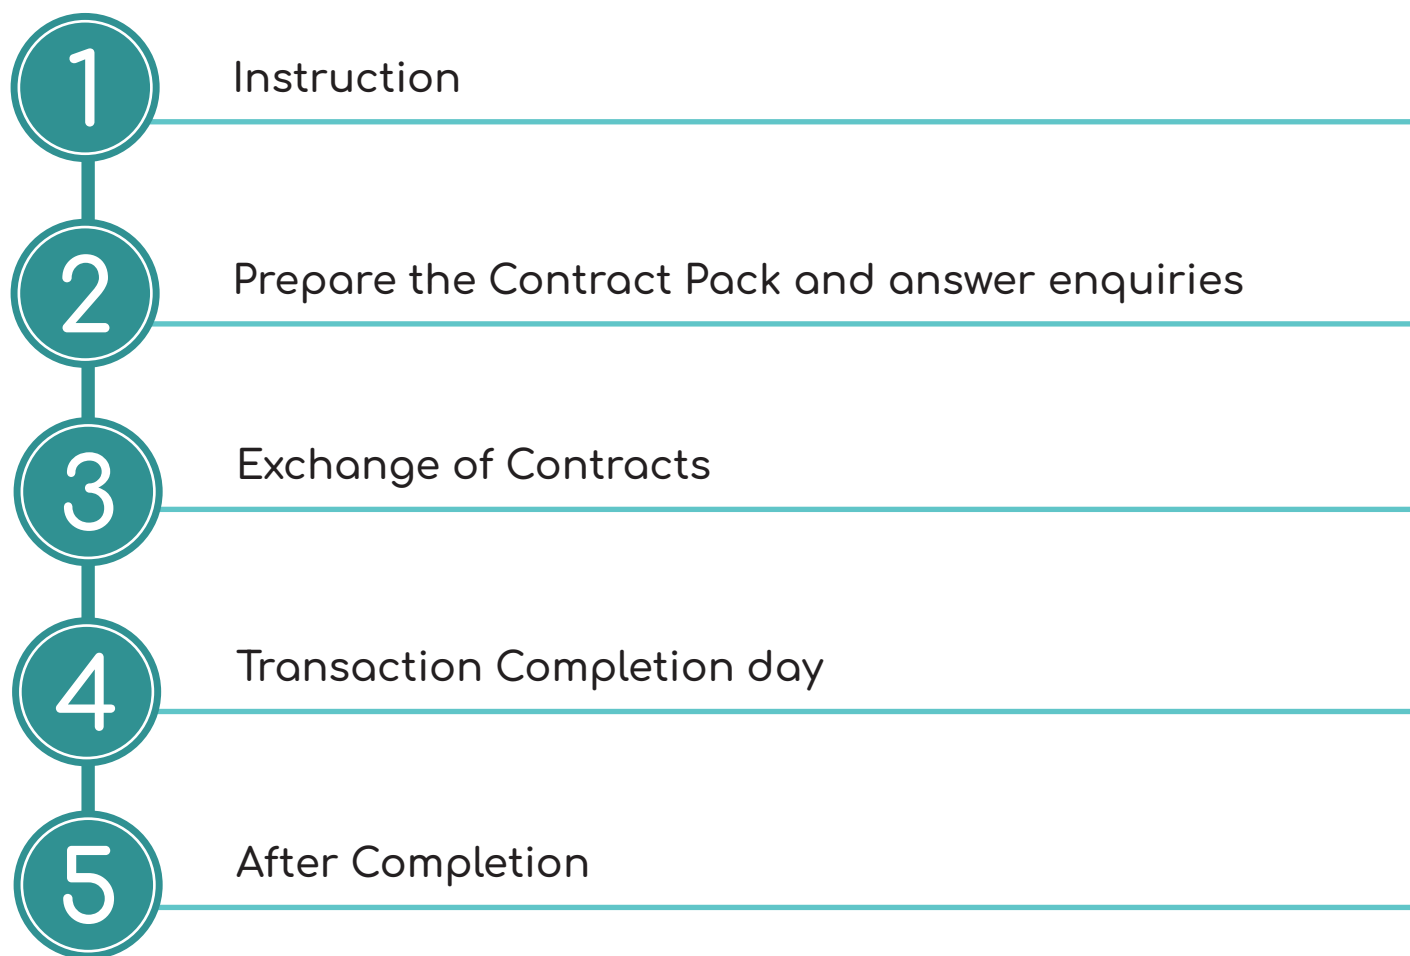 1 Instruction
2 Prepare the Contract Pack and answer enquiries
3 Exchange of Contracts
4 Transaction Completion day
5 After Completion